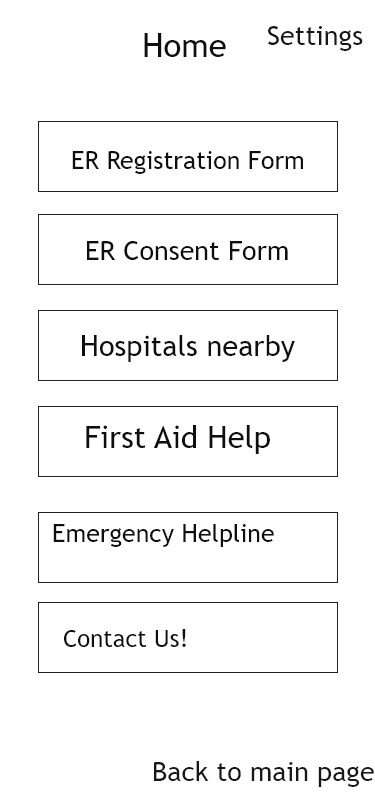 Home
Settings
ER Registration Form
ER Consent Form
Hospitals nearby
First Aid Help
Emergency Helpline
Contact Us!
Back to main page